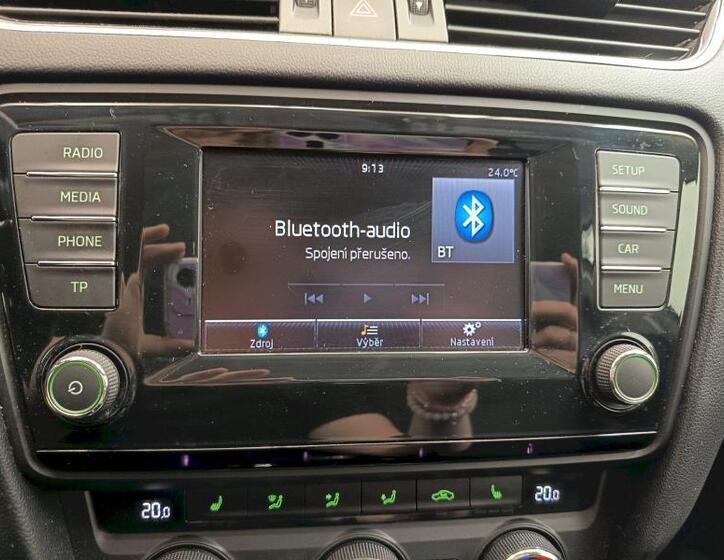 RADIO
MEDIA
PHONE
TP
9:13
24.0°C
Bluetooth-audio
Spojení přerušeno.
BT
Zdroj
Výběr
Nastavení
SETUP
SOUND
CAR
MENU
20.0
20.0